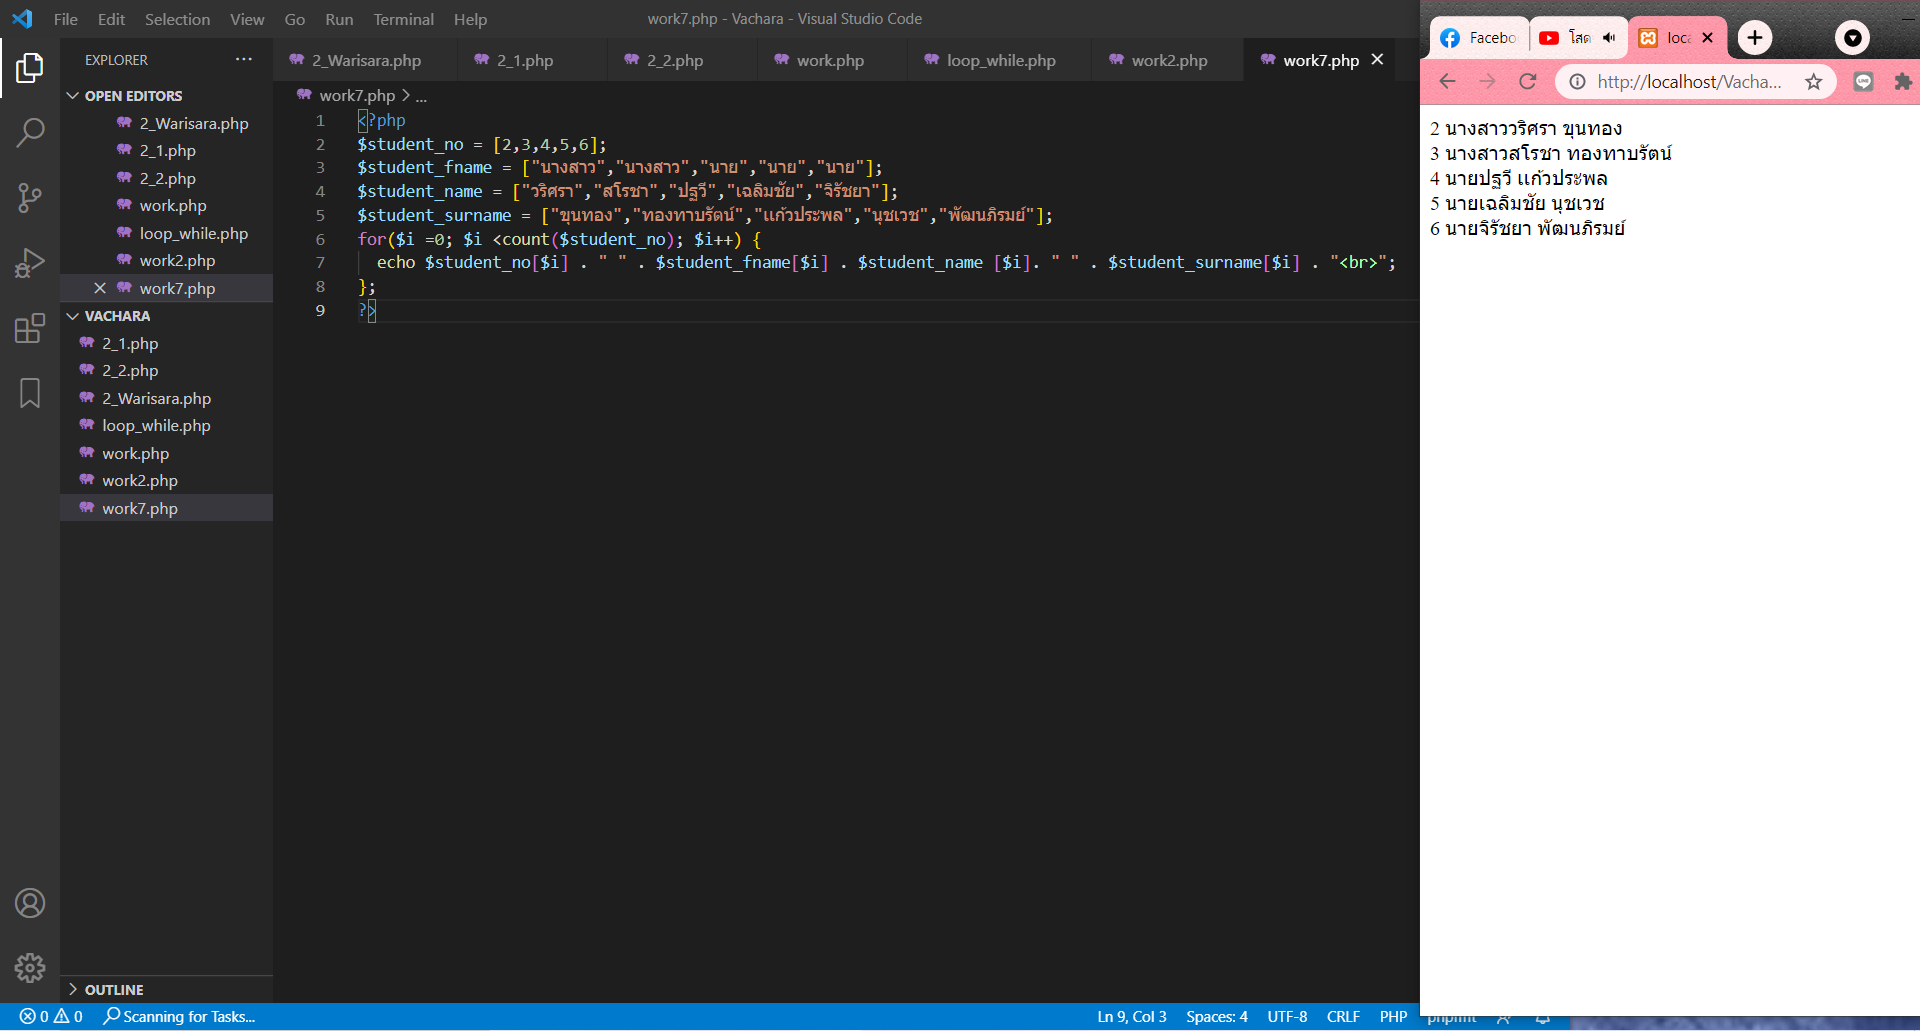 File Edit Selection View Go Run Terminal Help
work7.php - Vachara - Visual Studio Code
EXPLORER
OPEN EDITORS
2_Warisara.php
2_1.php
2_2.php
work.php
loop_while.php
work2.php
work7.php
VACHARA
2_1.php
2_2.php
2_Warisara.php
loop_while.php
work.php
work2.php
work7.php
OUTLINE
2_Warisara.php 2_1.php 2_2.php work.php loop_while.php work2.php work7.php
work7.php > ...
1 <?php
2 $student_no = [2,3,4,5,6];
3 $student_fname = ["นางสาว","นางสาว","นาย","นาย","นาย"];
4 $student_name = ["วริศรา","สโรชา","ปฐวี","เฉลิมชัย","จิรัชยา"];
5 $student_surname = ["ขุนทอง","ทองทาบรัตน์","แก้วประพล","นุชเวช","พัฒนภิรมย์"];
6 for($i =0; $i <count($student_no); $i++) {
7 echo $student_no[$i] . " " . $student_fname[$i] . $student_name [$i]. " " . $student_surname[$i] . "<br>";
8 };
9 ?>
0 0 Scanning for Tasks...
Ln 9, Col 3 Spaces: 4 UTF-8 CRLF PHP phpfmt
Facebo โสด loca
http://localhost/Vacha...
2 นางสาววริศรา ขุนทอง
3 นางสาวสโรชา ทองทาบรัตน์
4 นายปฐวี แก้วประพล
5 นายเฉลิมชัย นุชเวช
6 นายจิรัชยา พัฒนภิรมย์